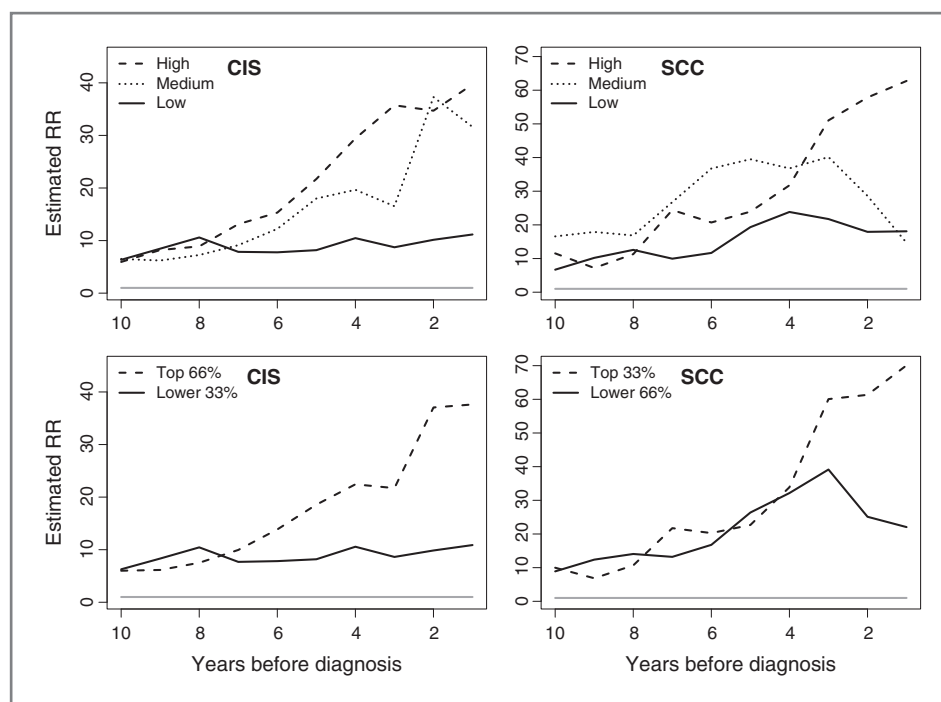 CIS
High
Medium
Low
Estimated RR
0
10
20
30
40
10
8
6
4
2
SCC
High
Medium
Low
0
10
20
30
40
50
60
70
10
8
6
4
2
CIS
Top 66%
Lower 33%
Estimated RR
0
10
20
30
40
10
8
6
4
2
Years before diagnosis
SCC
Top 33%
Lower 66%
0
10
20
30
40
50
60
70
10
8
6
4
2
Years before diagnosis